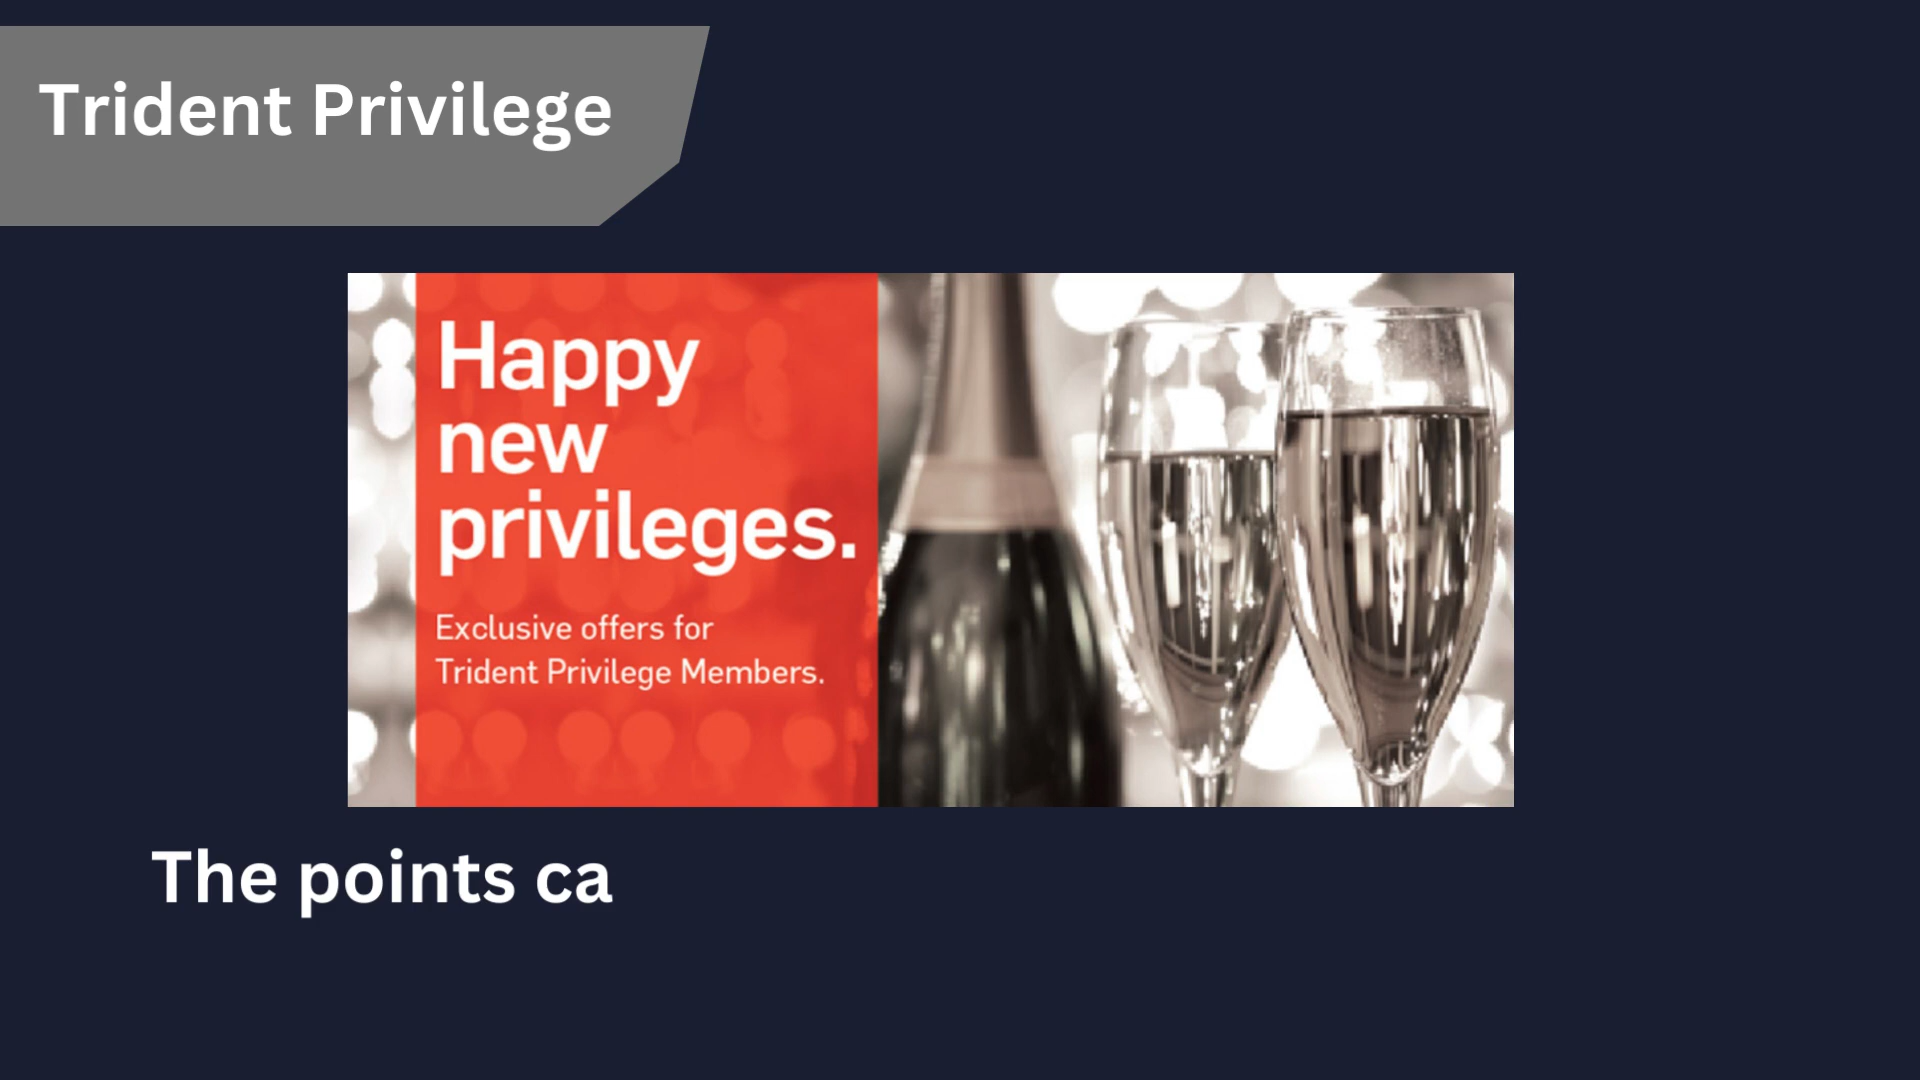 Trident Privilege
Happy
new
privileges.
Exclusive offers for
Trident Privilege Members.
The points ca